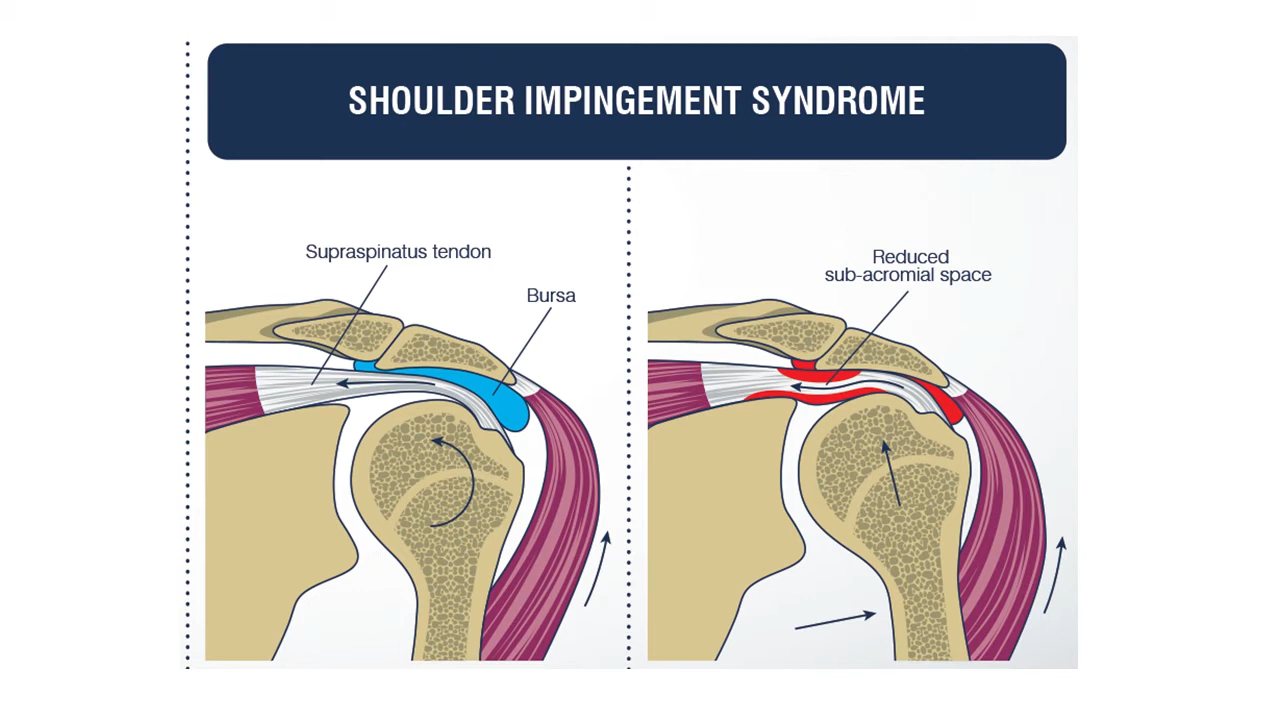 SHOULDER IMPINGEMENT SYNDROME
Supraspinatus tendon
Bursa
Reduced
sub-acromial space